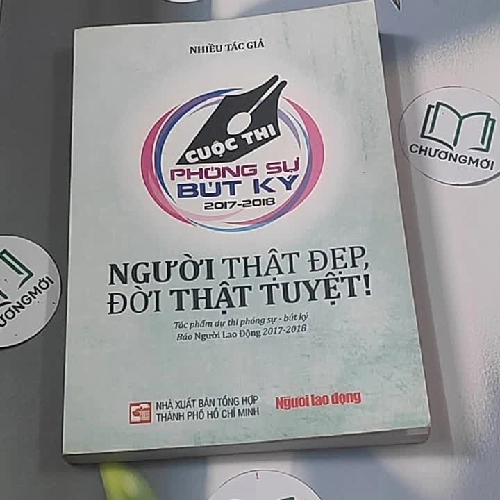 NHIỀU TÁC GIẢ
CUỘC THI
PHÓNG SỰ
BÚT KÝ
2017-2018
NGƯỜI THẬT ĐẸP,
ĐỜI THẬT TUYỆT!
Tác phẩm dự thi phóng sự - bút ký
Báo Người Lao Động 2017-2018
NHÀ XUẤT BẢN TỔNG HỢP
THÀNH PHỐ HỒ CHÍ MINH
Người lao động
CHƯƠNGMỚI
CHƯƠNGMỚI